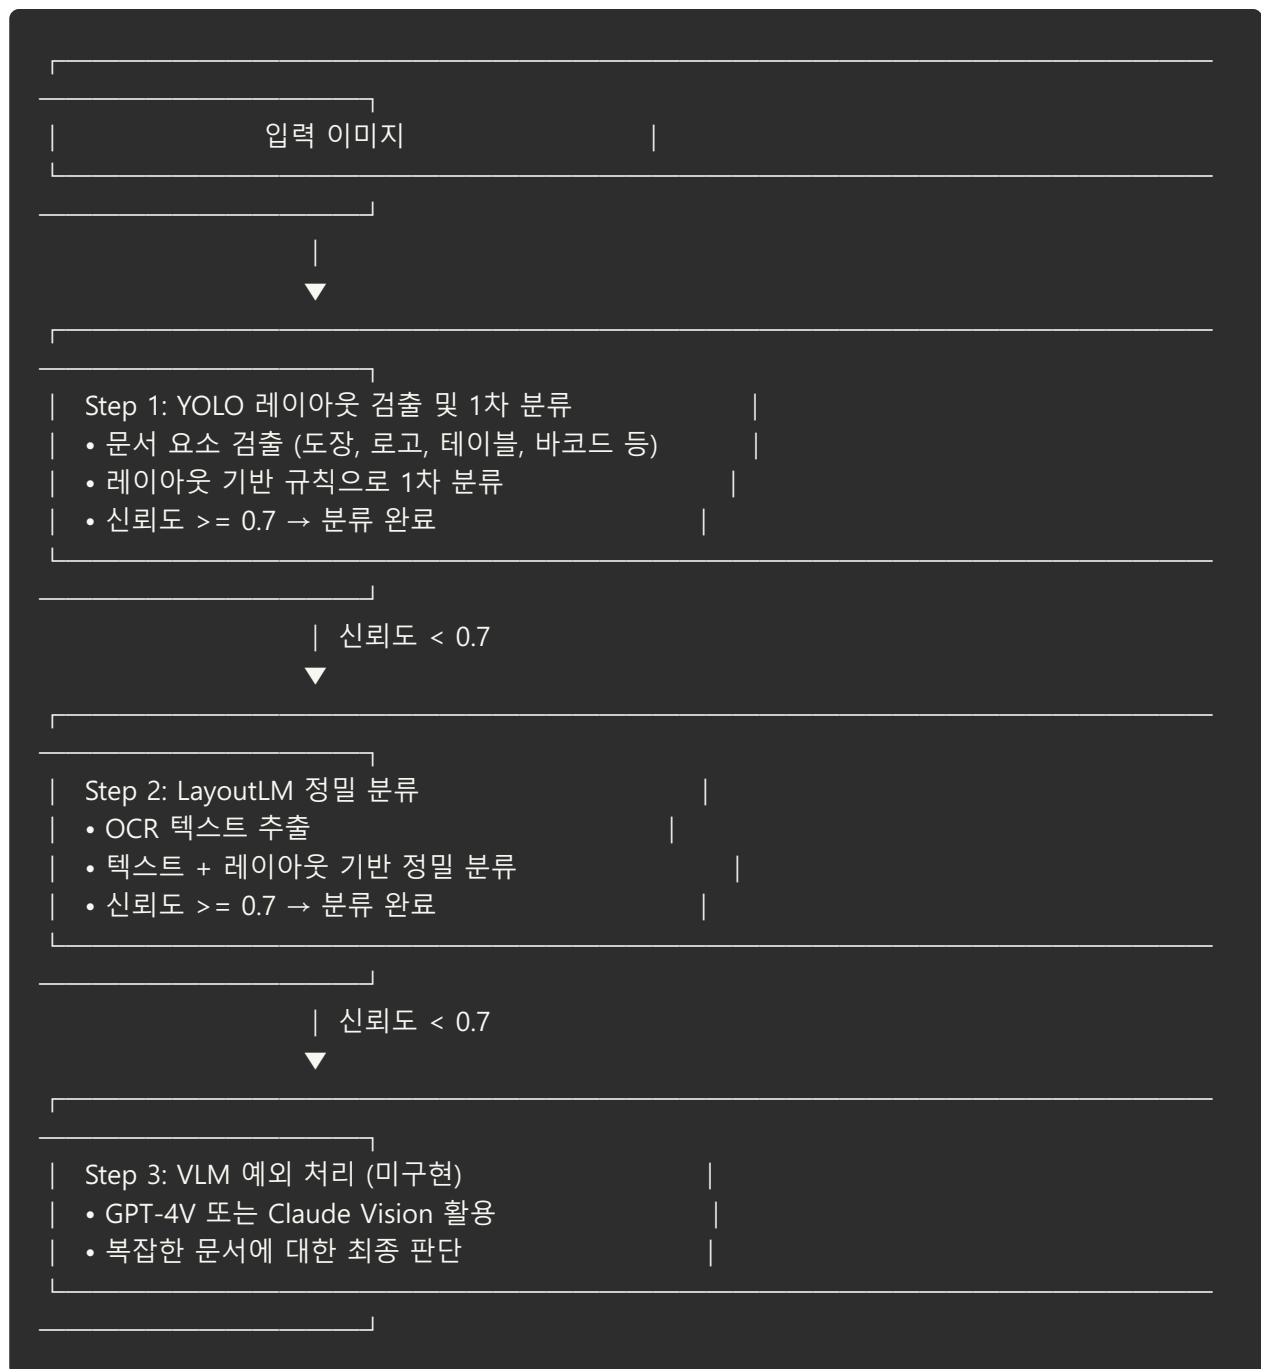 입력 이미지
▼
Step 1: YOLO 레이아웃 검출 및 1차 분류
• 문서 요소 검출 (도장, 로고, 테이블, 바코드 등)
• 레이아웃 기반 규칙으로 1차 분류
• 신뢰도 >= 0.7 → 분류 완료
신뢰도 < 0.7
▼
Step 2: LayoutLM 정밀 분류
• OCR 텍스트 추출
• 텍스트 + 레이아웃 기반 정밀 분류
• 신뢰도 >= 0.7 → 분류 완료
신뢰도 < 0.7
▼
Step 3: VLM 예외 처리 (미구현)
• GPT-4V 또는 Claude Vision 활용
• 복잡한 문서에 대한 최종 판단